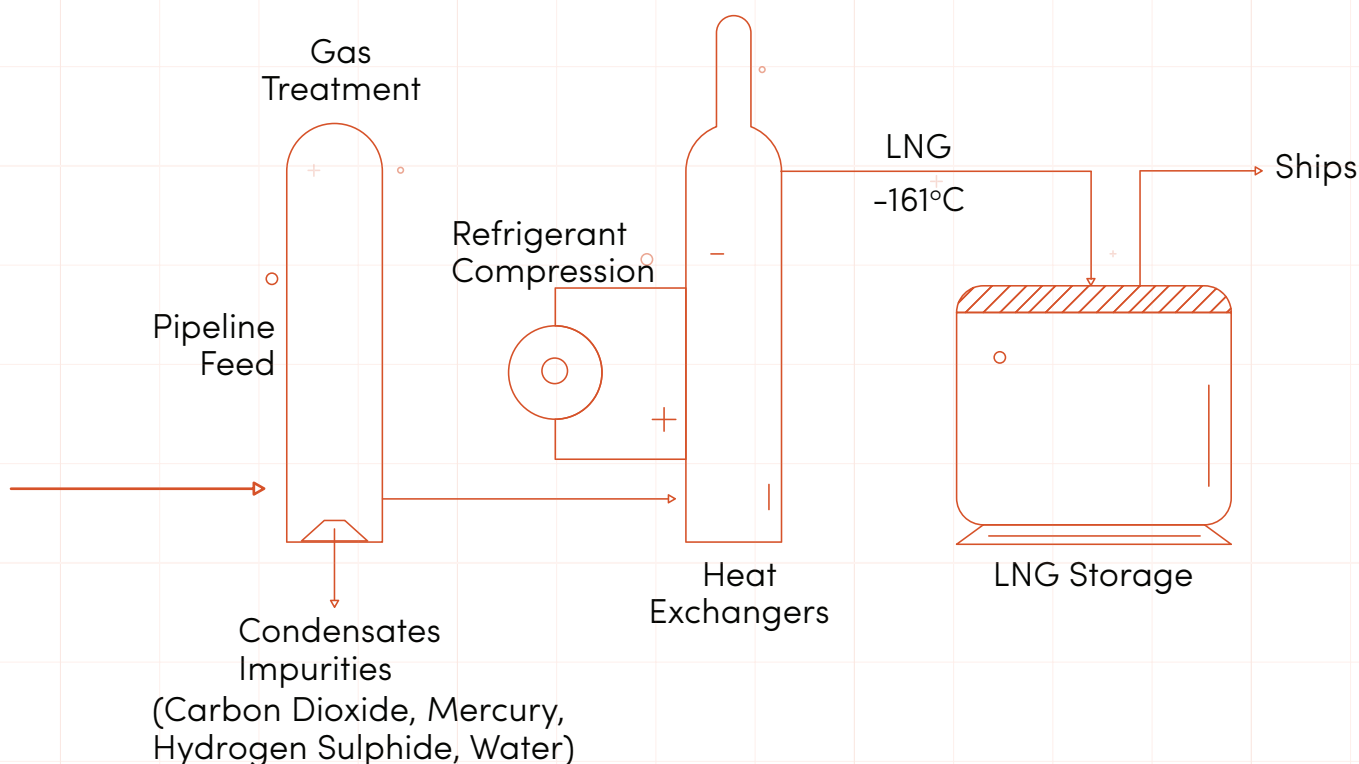 Gas
Treatment
LNG
-161°C
Ships
Refrigerant
Compression
Pipeline
Feed
Heat
Exchangers
LNG Storage
Condensates
Impurities
(Carbon Dioxide, Mercury,
Hydrogen Sulphide, Water)